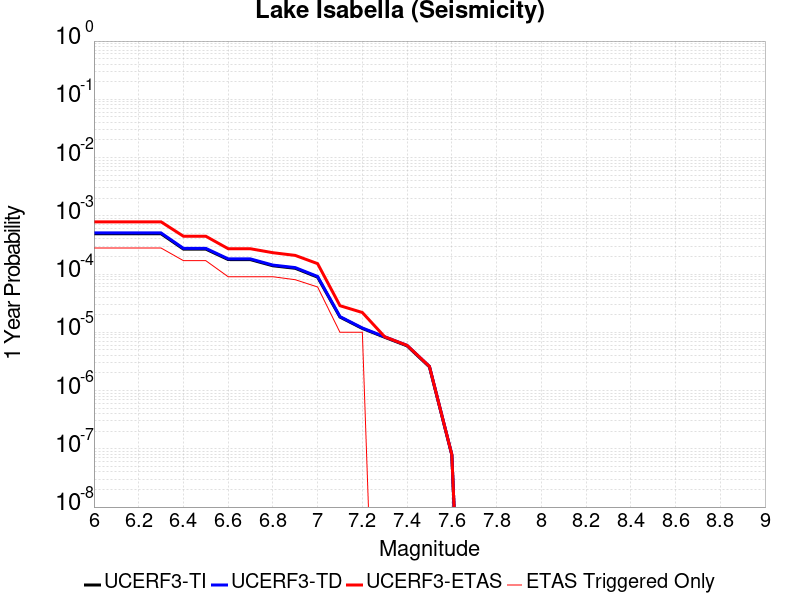 Lake Isabella (Seismicity)
1 Year Probability
10^0
10^-1
10^-2
10^-3
10^-4
10^-5
10^-6
10^-7
10^-8
6 6.2 6.4 6.6 6.8 7 7.2 7.4 7.6 7.8 8 8.2 8.4 8.6 8.8 9
Magnitude
UCERF3-TI UCERF3-TD UCERF3-ETAS ETAS Triggered Only